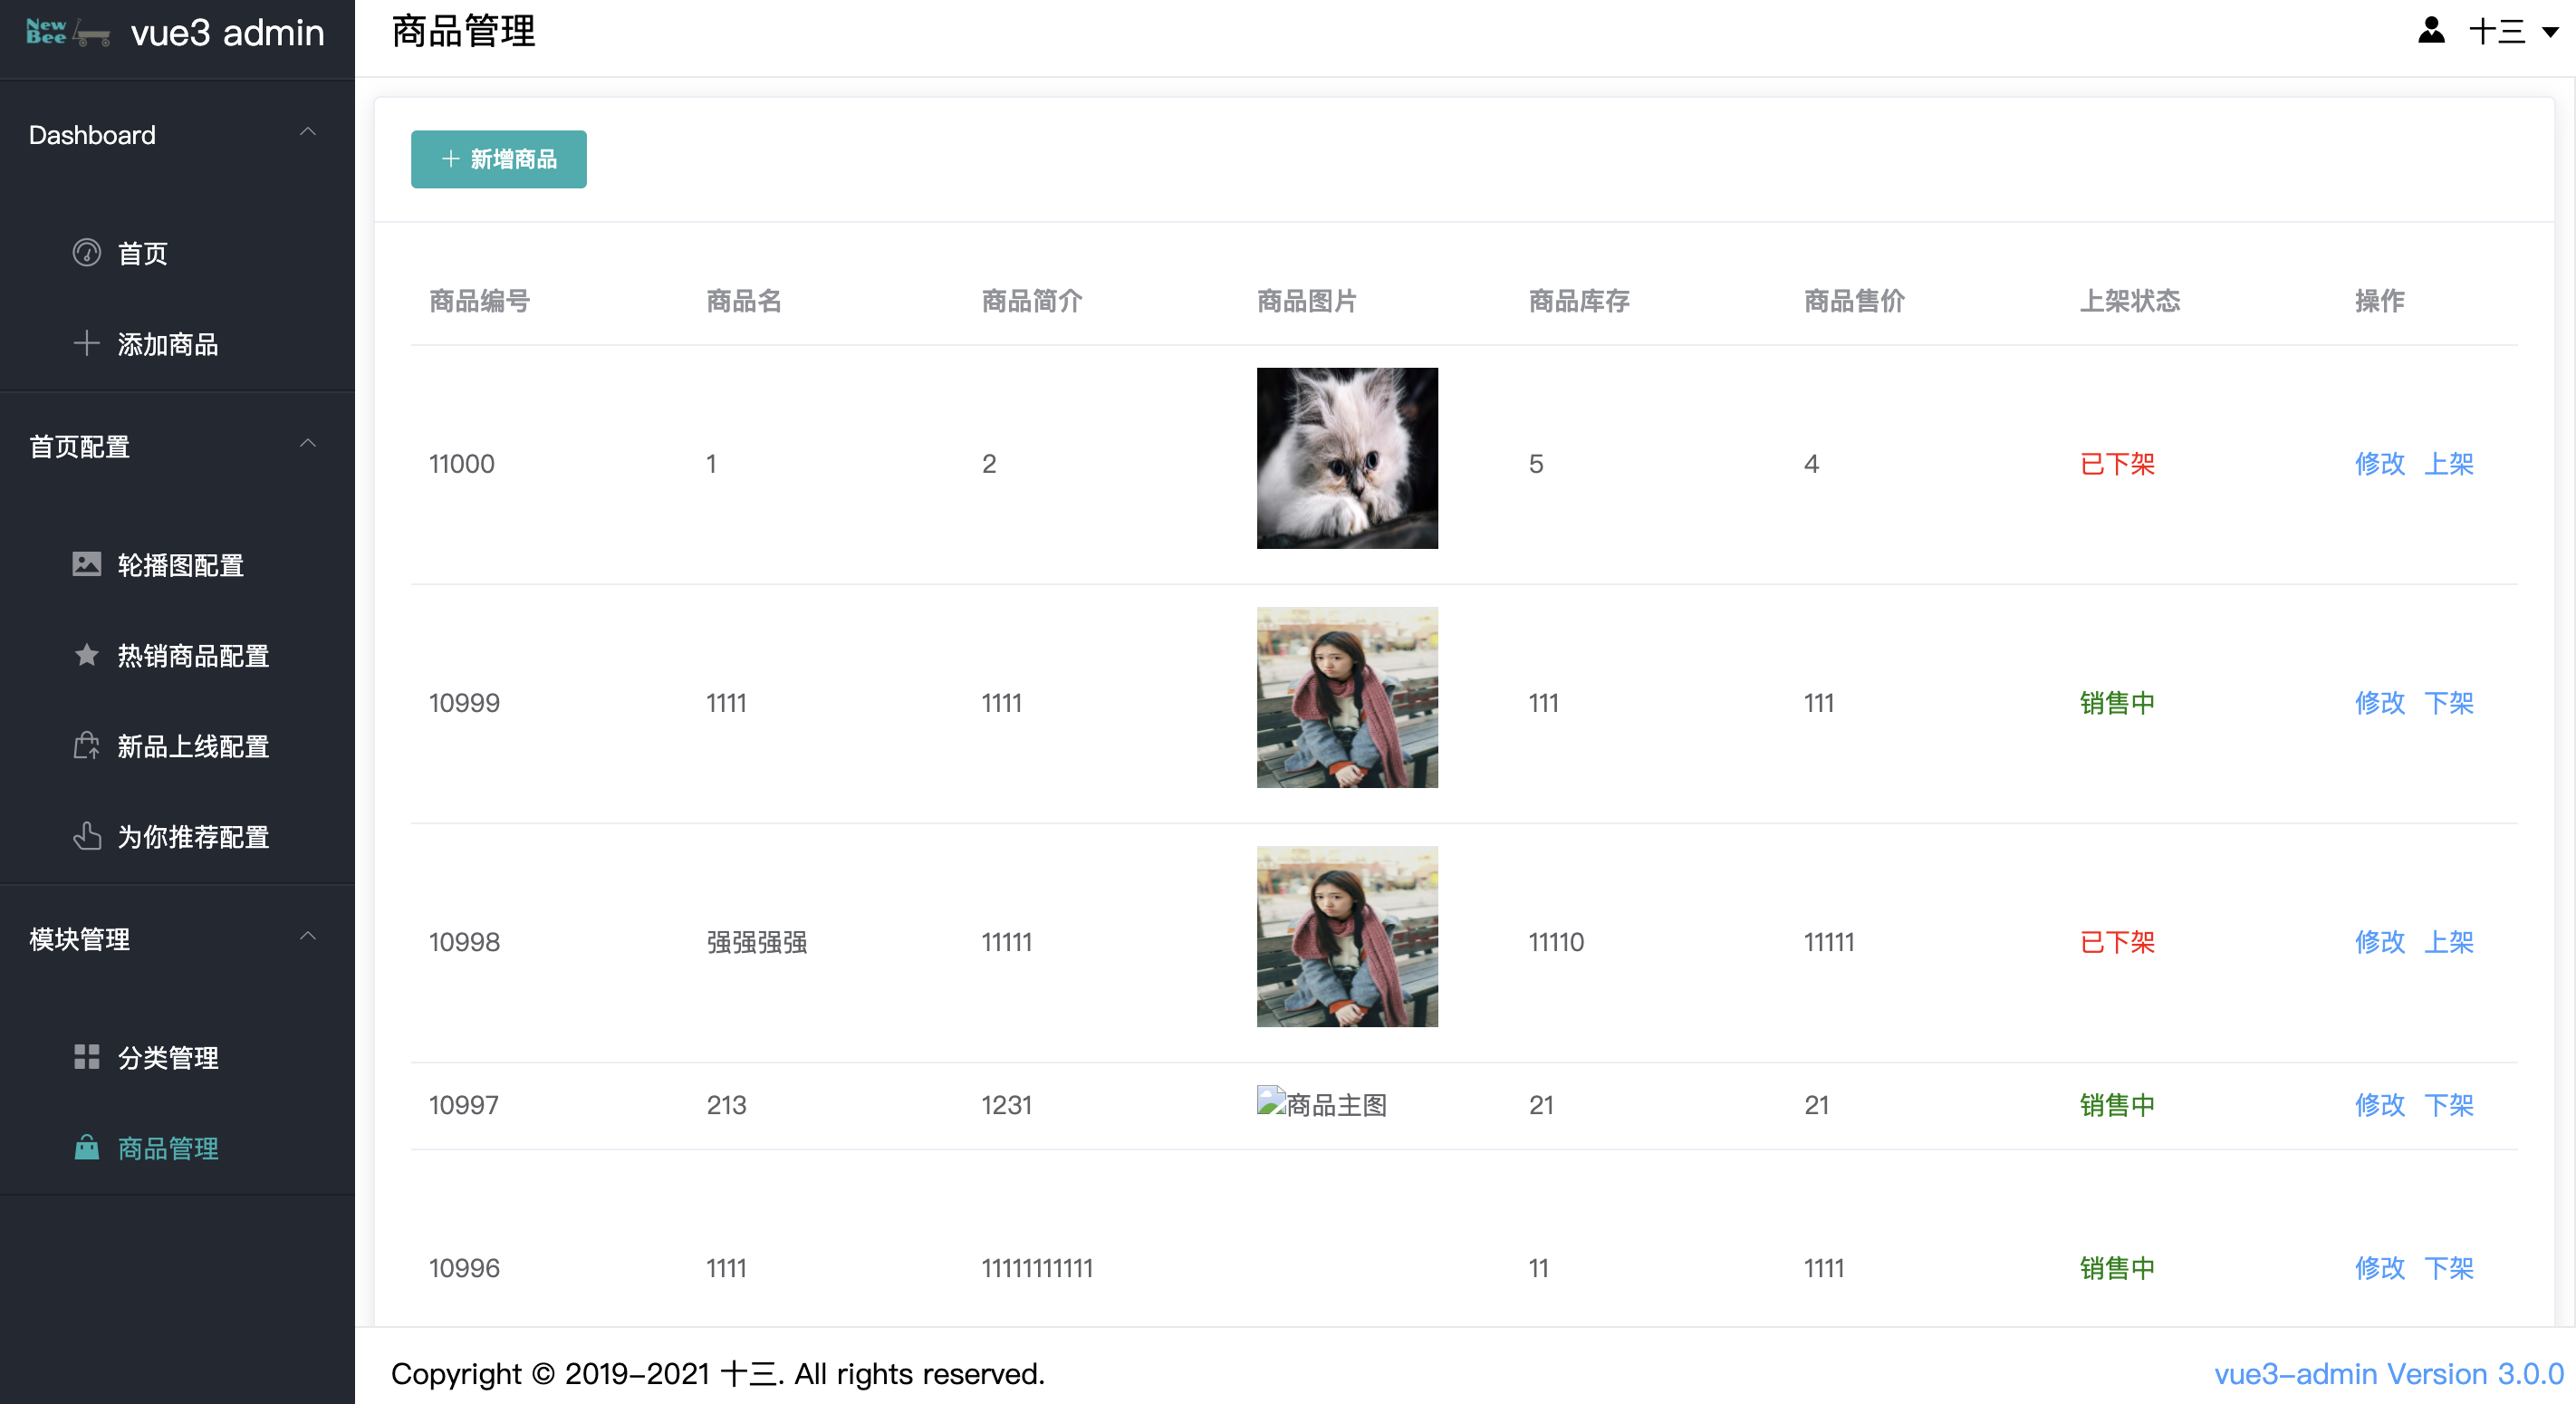 New
Bee
vue3 admin
商品管理
十三
Dashboard
首页
添加商品
首页配置
轮播图配置
热销商品配置
新品上线配置
为你推荐配置
模块管理
分类管理
商品管理
新增商品
商品编号 商品名 商品简介 商品图片 商品库存 商品售价 上架状态 操作
11000 1 2 5 4 已下架 修改 上架
10999 1111 1111 111 111 销售中 修改 下架
10998 强强强强 11111 11110 11111 已下架 修改 上架
10997 213 1231 商品主图 21 21 销售中 修改 下架
10996 1111 11111111111 11 1111 销售中 修改 下架
Copyright © 2019-2021 十三. All rights reserved.
vue3-admin Version 3.0.0